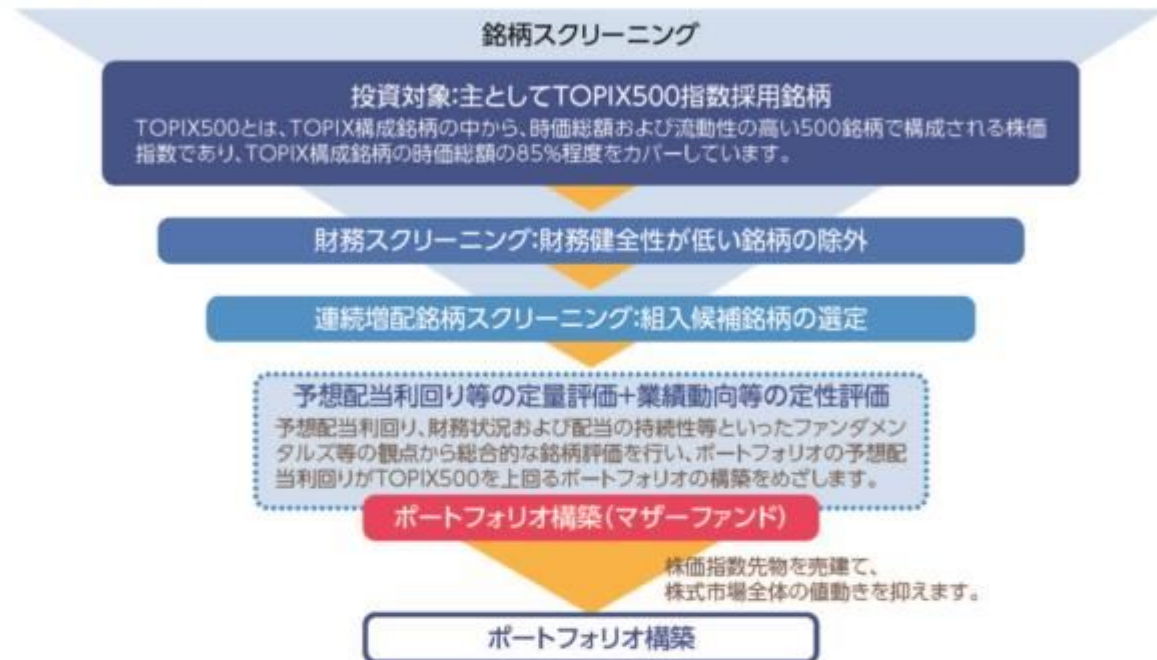 銘柄スクリーニング
投資対象:主としてTOPIX500指数採用銘柄
TOPIX500とは、TOPIX構成銘柄の中から、時価総額および流動性の高い500銘柄で構成される株価
指数であり、TOPIX構成銘柄の時価総額の85%程度をカバーしています。
財務スクリーニング:財務健全性が低い銘柄の除外
連続増配銘柄スクリーニング:組入候補銘柄の選定
予想配当利回り等の定量評価+業績動向等の定性評価
予想配当利回り、財務状況および配当の持続性等といったファンダメン
タルズ等の観点から総合的な銘柄評価を行い、ポートフォリオの予想配
当利回りがTOPIX500を上回るポートフォリオの構築をめざします。
ポートフォリオ構築(マザーファンド)
株価指数先物を売建て、
株式市場全体の値動きを抑えます。
ポートフォリオ構築